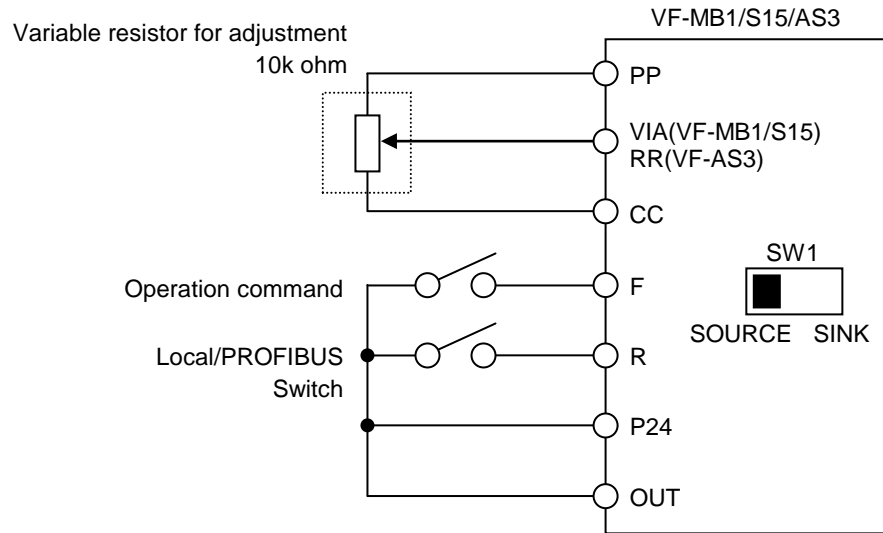 VF-MB1/S15/AS3
Variable resistor for adjustment
10k ohm
PP
VIA(VF-MB1/S15)
RR(VF-AS3)
CC
SW1
Operation command
F
SOURCE SINK
Local/PROFIBUS
Switch
R
P24
OUT